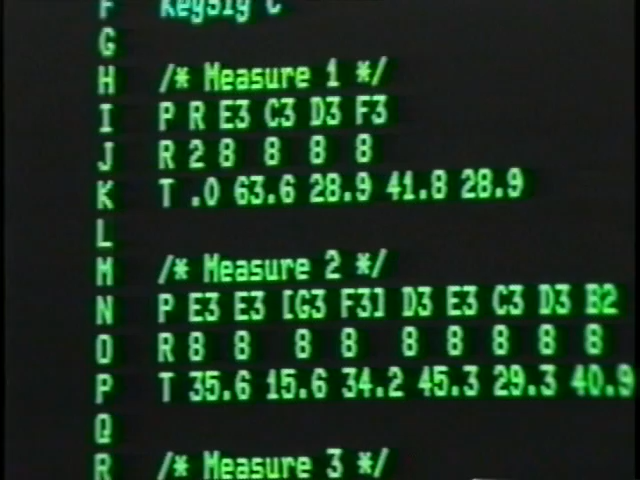 F KeySig C
G
H /* Measure 1 */
I P R E3 C3 D3 F3
J R 2 8 8 8 8
K T .0 63.6 28.9 41.8 28.9
L
M /* Measure 2 */
N P E3 E3 [G3 F3] D3 E3 C3 D3 B2
O R 8 8 8 8 8 8 8 8 8
P T 35.6 15.6 34.2 45.3 29.3 40.9
Q
R /* Measure 3 */